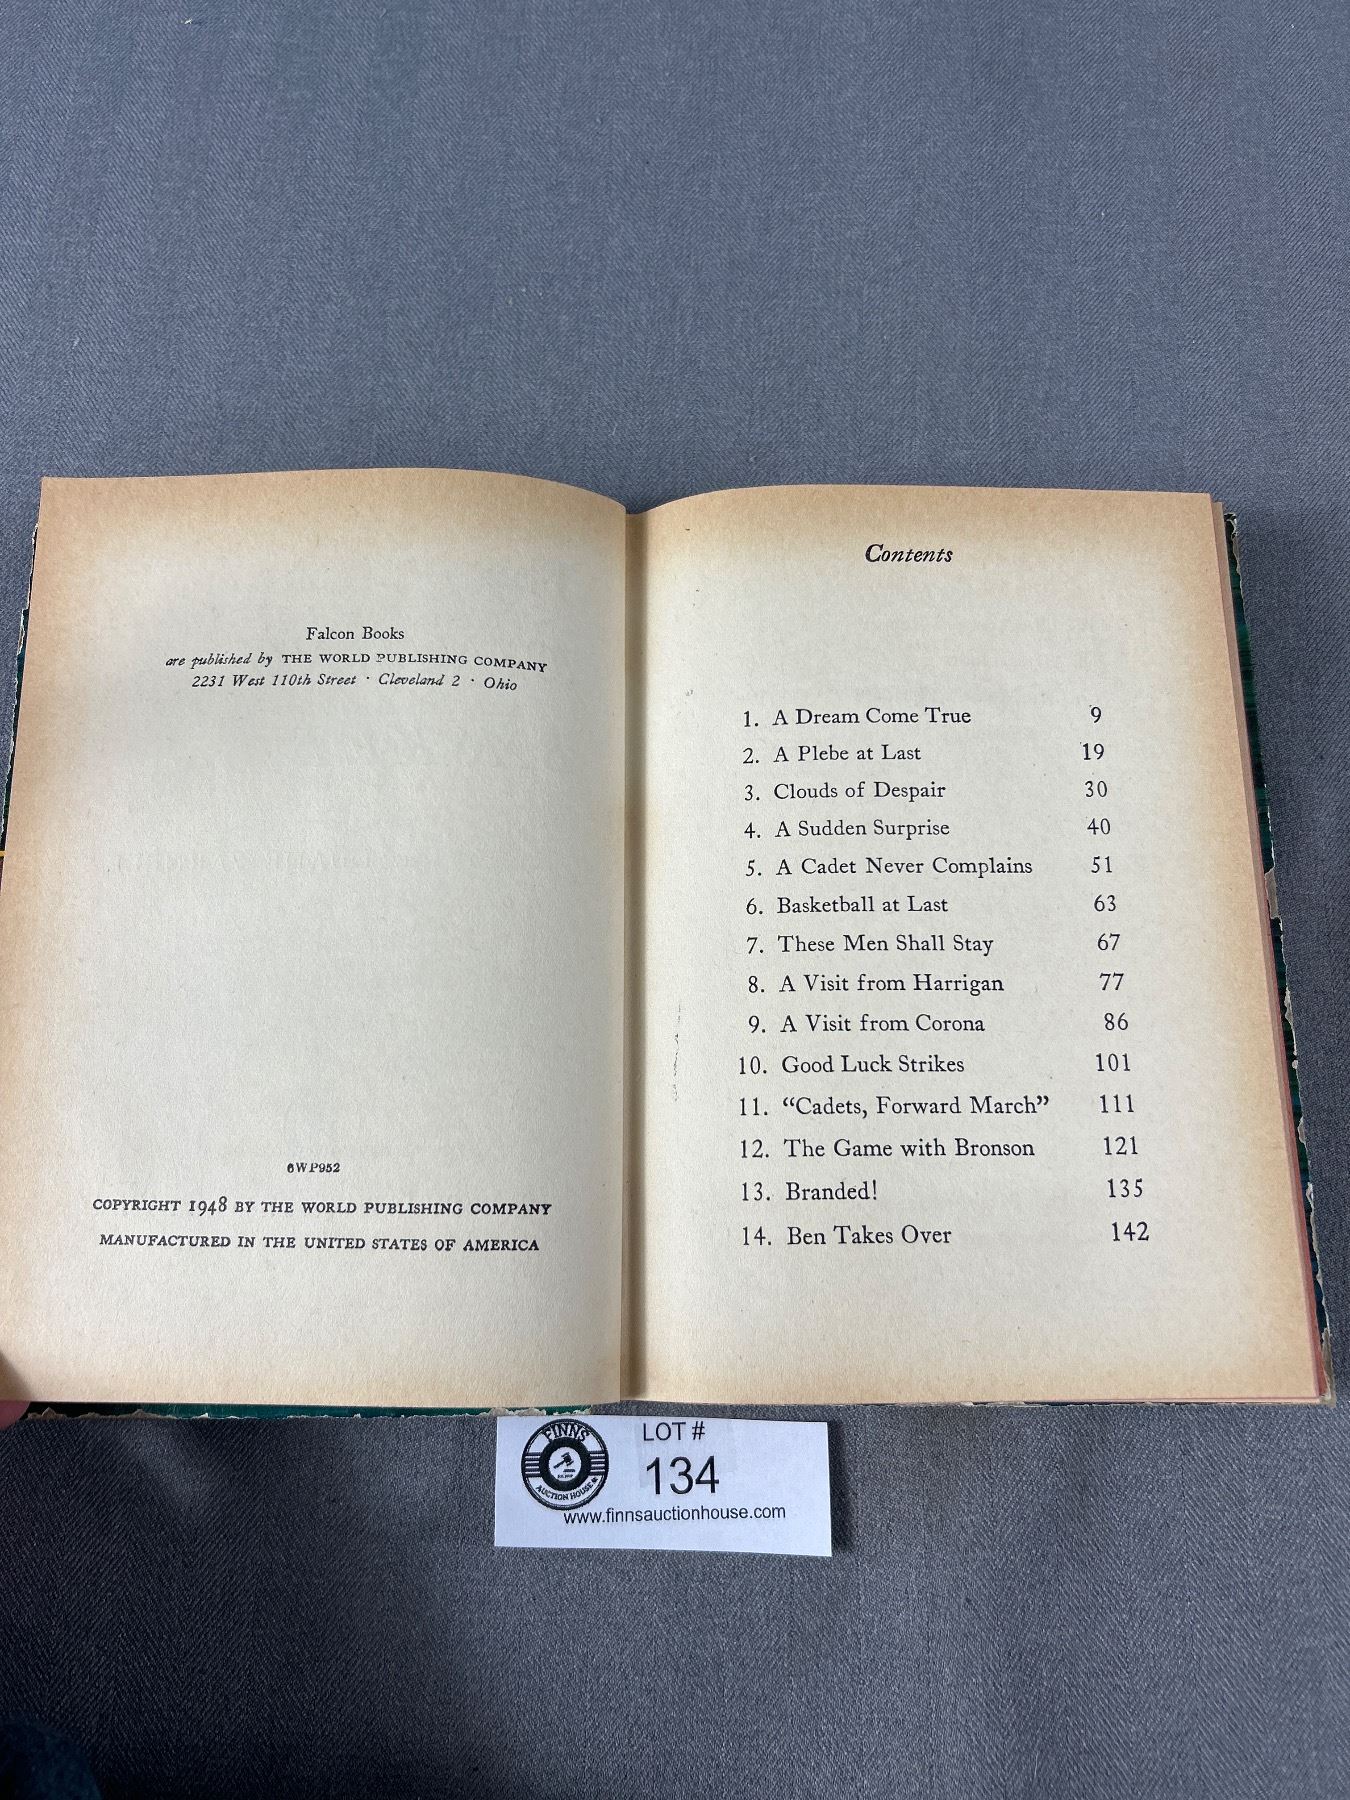 Falcon Books
are published by THE WORLD PUBLISHING COMPANY
2231 West 110th Street · Cleveland 2 · Ohio
6WP952
COPYRIGHT 1948 BY THE WORLD PUBLISHING COMPANY
MANUFACTURED IN THE UNITED STATES OF AMERICA
Contents
1. A Dream Come True 9
2. A Plebe at Last 19
3. Clouds of Despair 30
4. A Sudden Surprise 40
5. A Cadet Never Complains 51
6. Basketball at Last 63
7. These Men Shall Stay 67
8. A Visit from Harrigan 77
9. A Visit from Corona 86
10. Good Luck Strikes 101
11. “Cadets, Forward March” 111
12. The Game with Bronson 121
13. Branded! 135
14. Ben Takes Over 142
FINNS
AUCTION HOUSE
LOT #
134
www.finnsauctionhouse.com